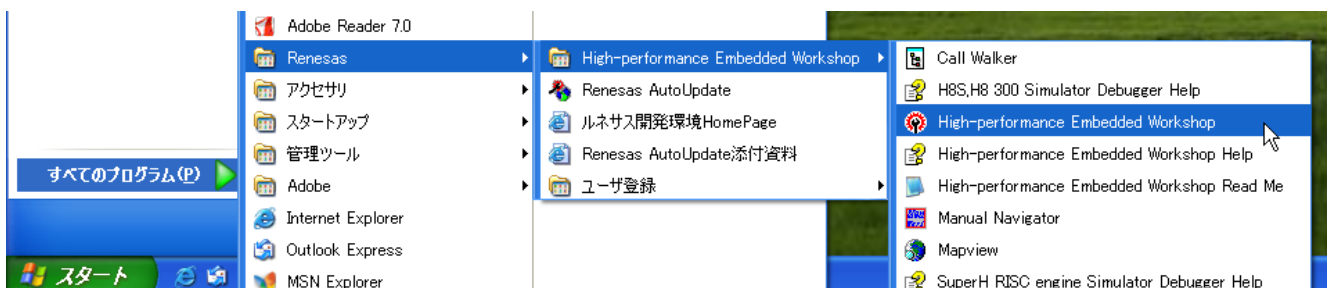 Adobe Reader 7.0
Renesas
アクセサリ
スタートアップ
管理ツール
Adobe
Internet Explorer
Outlook Express
MSN Explorer
High-performance Embedded Workshop
Renesas AutoUpdate
ルネサス開発環境HomePage
Renesas AutoUpdate添付資料
ユーザ登録
Call Walker
H8S,H8 300 Simulator Debugger Help
High-performance Embedded Workshop
High-performance Embedded Workshop Help
High-performance Embedded Workshop Read Me
Manual Navigator
Mapview
SuperH RISC engine Simulator Debugger Help
すべてのプログラム(P)
スタート